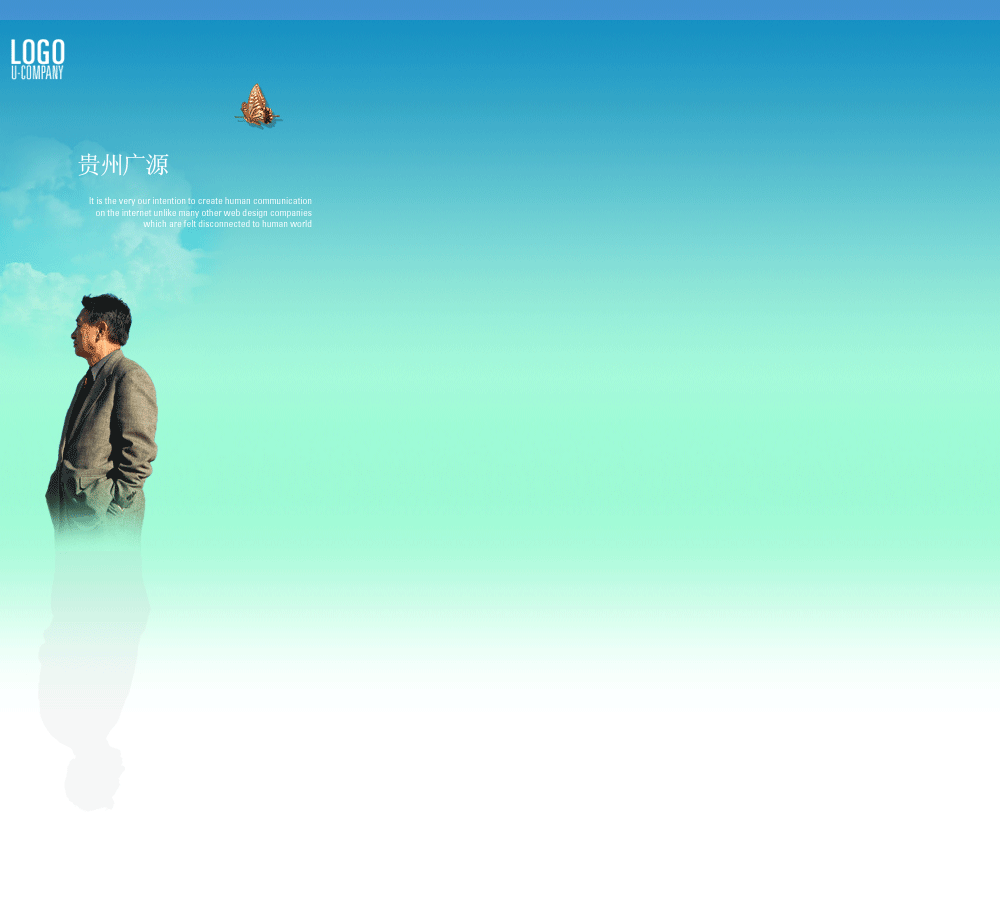 LOGO
U-COMPANY
贵州广源
It is the very our intention to create human communication
on the internet unlike many other web design companies
which are felt disconnected to human world